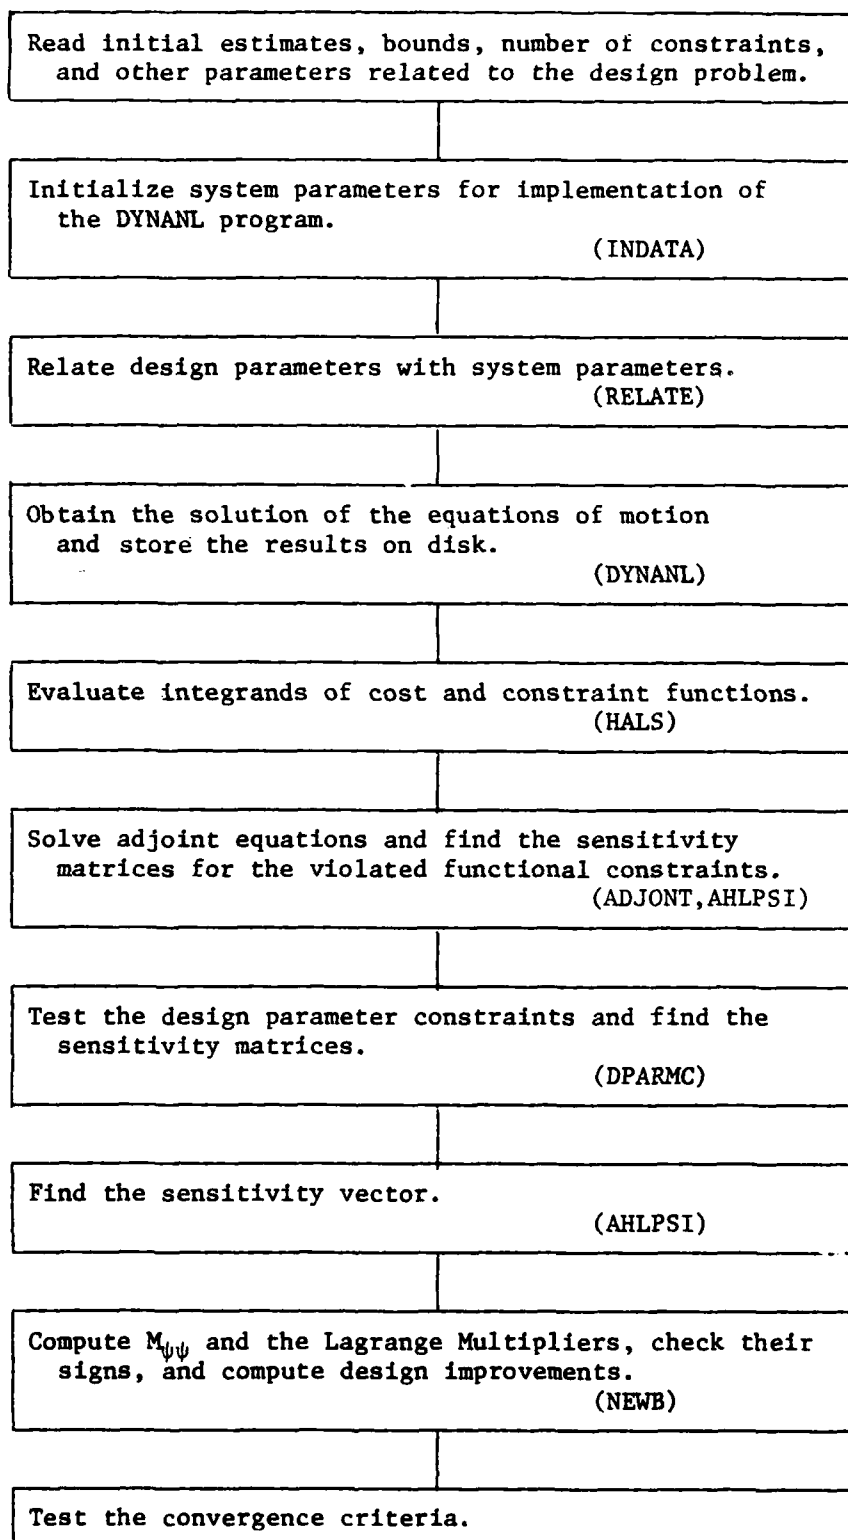 Read initial estimates, bounds, number of constraints,
and other parameters related to the design problem.
Initialize system parameters for implementation of
the DYNANL program.
(INDATA)
Relate design parameters with system parameters.
(RELATE)
Obtain the solution of the equations of motion
and store the results on disk.
(DYNANL)
Evaluate integrands of cost and constraint functions.
(HALS)
Solve adjoint equations and find the sensitivity
matrices for the violated functional constraints.
(ADJONT,AHLPSI)
Test the design parameter constraints and find the
sensitivity matrices.
(DPARMC)
Find the sensitivity vector.
(AHLPSI)
Compute M_ψψ and the Lagrange Multipliers, check their
signs, and compute design improvements.
(NEWB)
Test the convergence criteria.